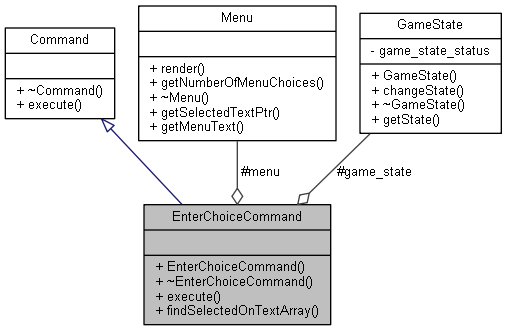 Command
+ ~Command()
+ execute()
Menu
+ render()
+ getNumberOfMenuChoices()
+ ~Menu()
+ getSelectedTextPtr()
+ getMenuText()
GameState
- game_state_status
+ GameState()
+ changeState()
+ ~GameState()
+ getState()
#menu
#game_state
EnterChoiceCommand
+ EnterChoiceCommand()
+ ~EnterChoiceCommand()
+ execute()
+ findSelectedOnTextArray()